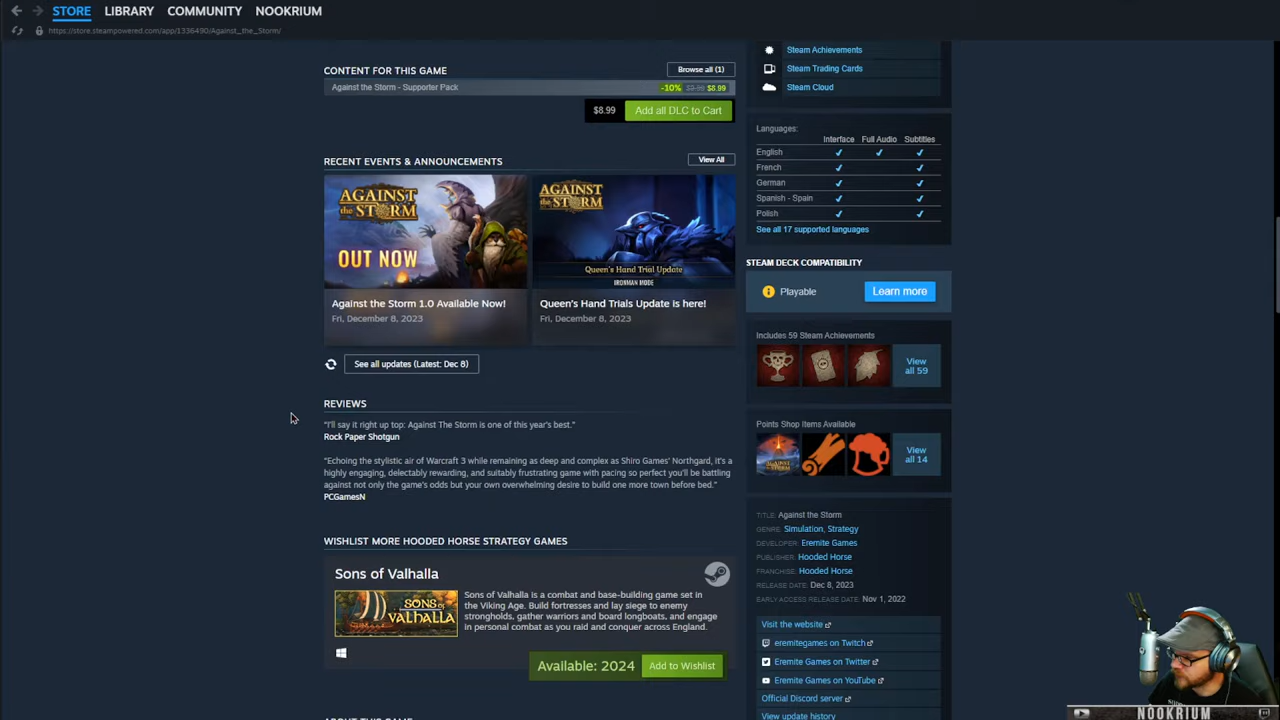 STORE LIBRARY COMMUNITY NOOKRIUM
https://store.steampowered.com/app/1336490/Against_the_Storm/
CONTENT FOR THIS GAME
Browse all (1)
Against the Storm - Supporter Pack
-10% $9.99 $8.99
$8.99 Add all DLC to Cart
RECENT EVENTS & ANNOUNCEMENTS
View All
AGAINST
the STORM
OUT NOW
Against the Storm 1.0 Available Now!
Fri, December 8, 2023
AGAINST
the STORM
Queen's Hand Trial Update
IRONMAN MODE
Queen's Hand Trials Update is here!
Fri, December 8, 2023
See all updates (Latest: Dec 8)
REVIEWS
"I'll say it right up top: Against The Storm is one of this year's best."
Rock Paper Shotgun
"Echoing the stylistic air of Warcraft 3 while remaining as deep and complex as Shiro Games' Northgard, It's a
highly engaging, delectably rewarding, and suitably frustrating game with pacing so perfect you'll be battling
against not only the game's odds but your own overwhelming desire to build one more town before bed."
PCGamesN
WISHLIST MORE HOODED HORSE STRATEGY GAMES
Sons of Valhalla
SONS of
VALHALLA
Sons of Valhalla is a combat and base-building game set in
the Viking Age. Build fortresses and lay siege to enemy
strongholds, gather warriors and board longboats, and engage
in personal combat as you raid and conquer across England.
Available: 2024 Add to Wishlist
ABOUT THIS GAME
Steam Achievements
Steam Trading Cards
Steam Cloud
Languages:
Interface Full Audio Subtitles
English ✔ ✔ ✔
French ✔ ✔
German ✔ ✔
Spanish - Spain ✔ ✔
Polish ✔ ✔
See all 17 supported languages
STEAM DECK COMPATIBILITY
Playable Learn more
Includes 59 Steam Achievements
View
all 59
Points Shop Items Available
View
all 14
TITLE: Against the Storm
GENRE: Simulation, Strategy
DEVELOPER: Eremite Games
PUBLISHER: Hooded Horse
FRANCHISE: Hooded Horse
RELEASE DATE: Dec 8, 2023
EARLY ACCESS RELEASE DATE: Nov 1, 2022
Visit the website
eremitegames on Twitch
Eremite Games on Twitter
Eremite Games on YouTube
Official Discord server
View update history
NOOKRIUM